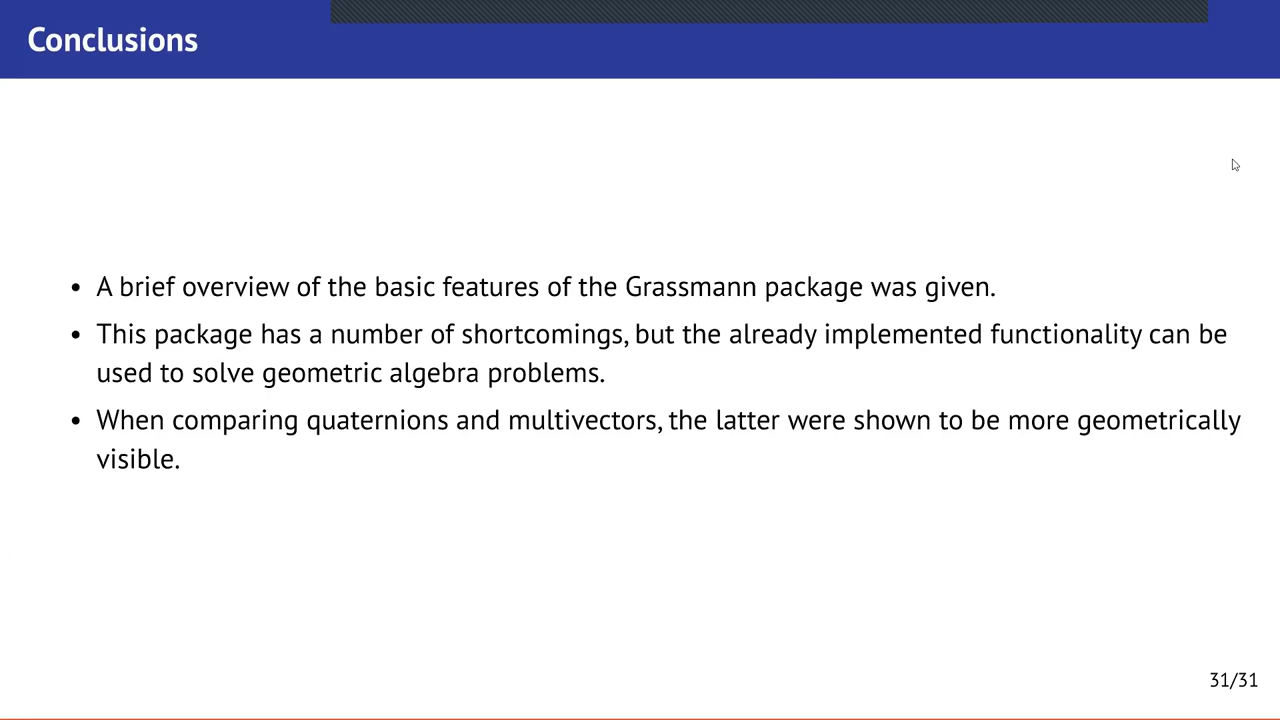 Conclusions
• A brief overview of the basic features of the Grassmann package was given.
• This package has a number of shortcomings, but the already implemented functionality can be
used to solve geometric algebra problems.
• When comparing quaternions and multivectors, the latter were shown to be more geometrically
visible.
31/31